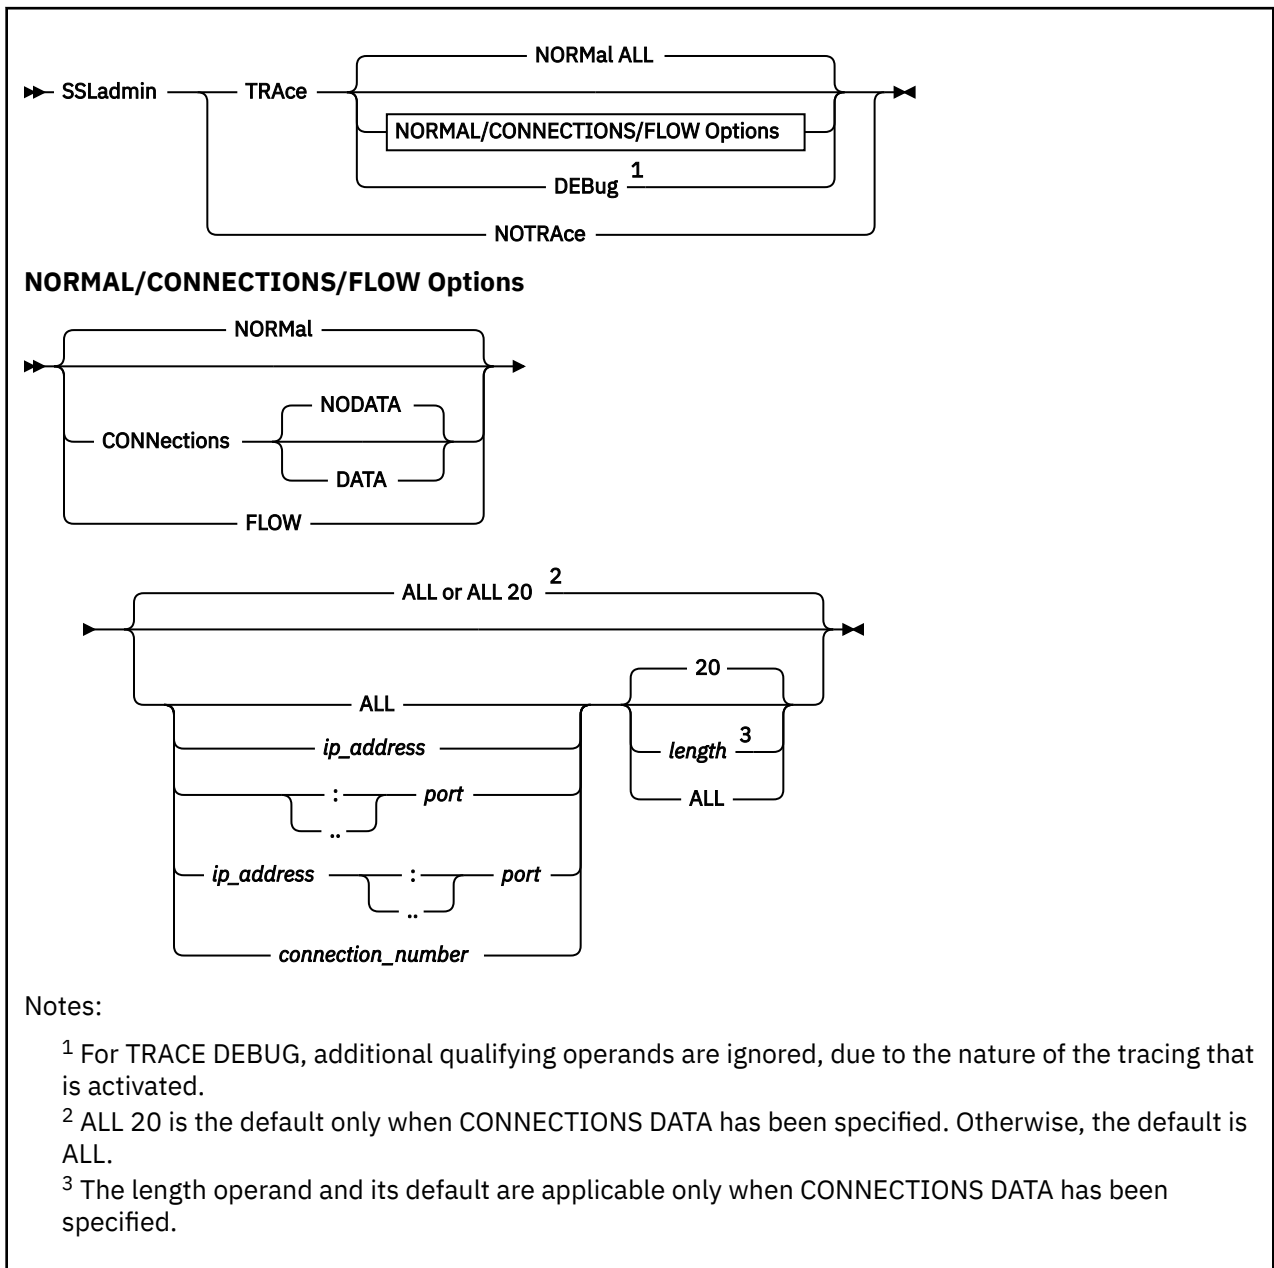 NORMal ALL
SSLadmin TRAce
NORMAL/CONNECTIONS/FLOW Options
DEBug 1
NOTRAce
NORMAL/CONNECTIONS/FLOW Options
NORMal
NODATA
CONNections
DATA
FLOW
ALL or ALL 20 2
20
ALL
ip_address
length 3
: port
ALL
..
ip_address : port
..
connection_number
Notes:
1 For TRACE DEBUG, additional qualifying operands are ignored, due to the nature of the tracing that
is activated.
2 ALL 20 is the default only when CONNECTIONS DATA has been specified. Otherwise, the default is
ALL.
3 The length operand and its default are applicable only when CONNECTIONS DATA has been
specified.